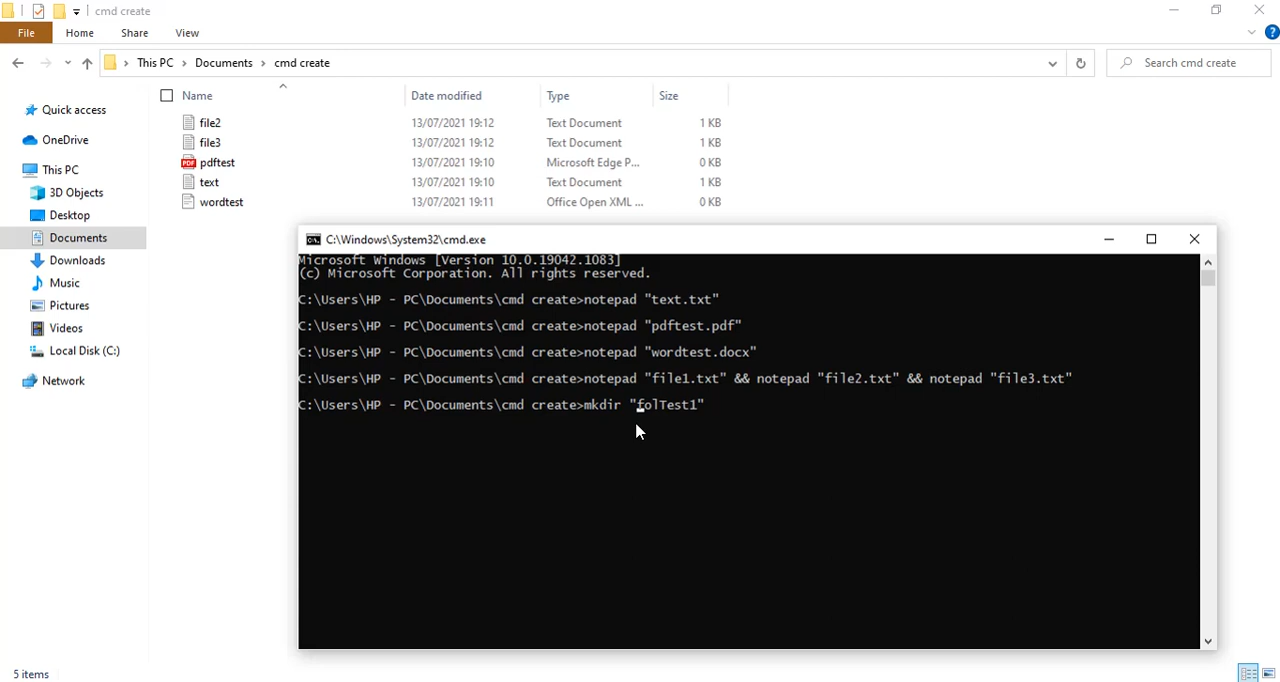 cmd create
File Home Share View
This PC > Documents > cmd create
Search cmd create
Name Date modified Type Size
Quick access
OneDrive
This PC
3D Objects
Desktop
Documents
Downloads
Music
Pictures
Videos
Local Disk (C:)
Network
file2 13/07/2021 19:12 Text Document 1 KB
file3 13/07/2021 19:12 Text Document 1 KB
PDF pdftest 13/07/2021 19:10 Microsoft Edge P... 0 KB
text 13/07/2021 19:10 Text Document 1 KB
wordtest 13/07/2021 19:11 Office Open XML ... 0 KB
C:\Windows\System32\cmd.exe
Microsoft Windows [Version 10.0.19042.1083]
(c) Microsoft Corporation. All rights reserved.
C:\Users\HP - PC\Documents\cmd create>notepad "text.txt"
C:\Users\HP - PC\Documents\cmd create>notepad "pdftest.pdf"
C:\Users\HP - PC\Documents\cmd create>notepad "wordtest.docx"
C:\Users\HP - PC\Documents\cmd create>notepad "file1.txt" && notepad "file2.txt" && notepad "file3.txt"
C:\Users\HP - PC\Documents\cmd create>mkdir "folTest1"
5 items